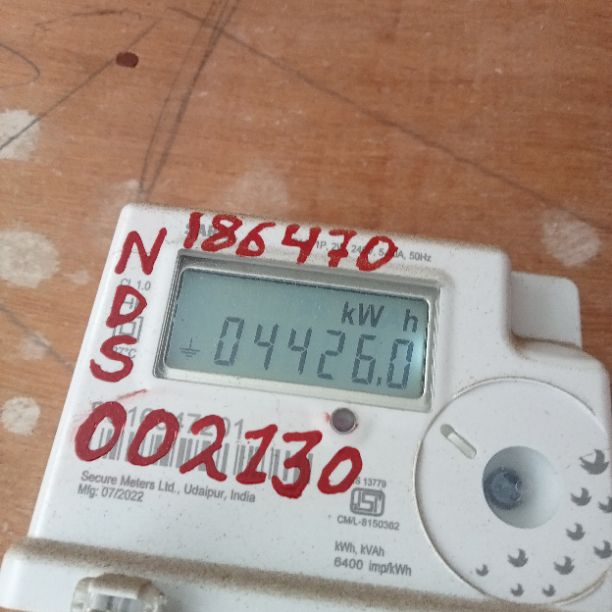 186470
NDS
kW h
04426.0
002130
Secure Meters Ltd., Udaipur, India
Mfg: 07/2022
IS 13779
CM/L-8150362
kWh, kVAh
6400 imp/kWh